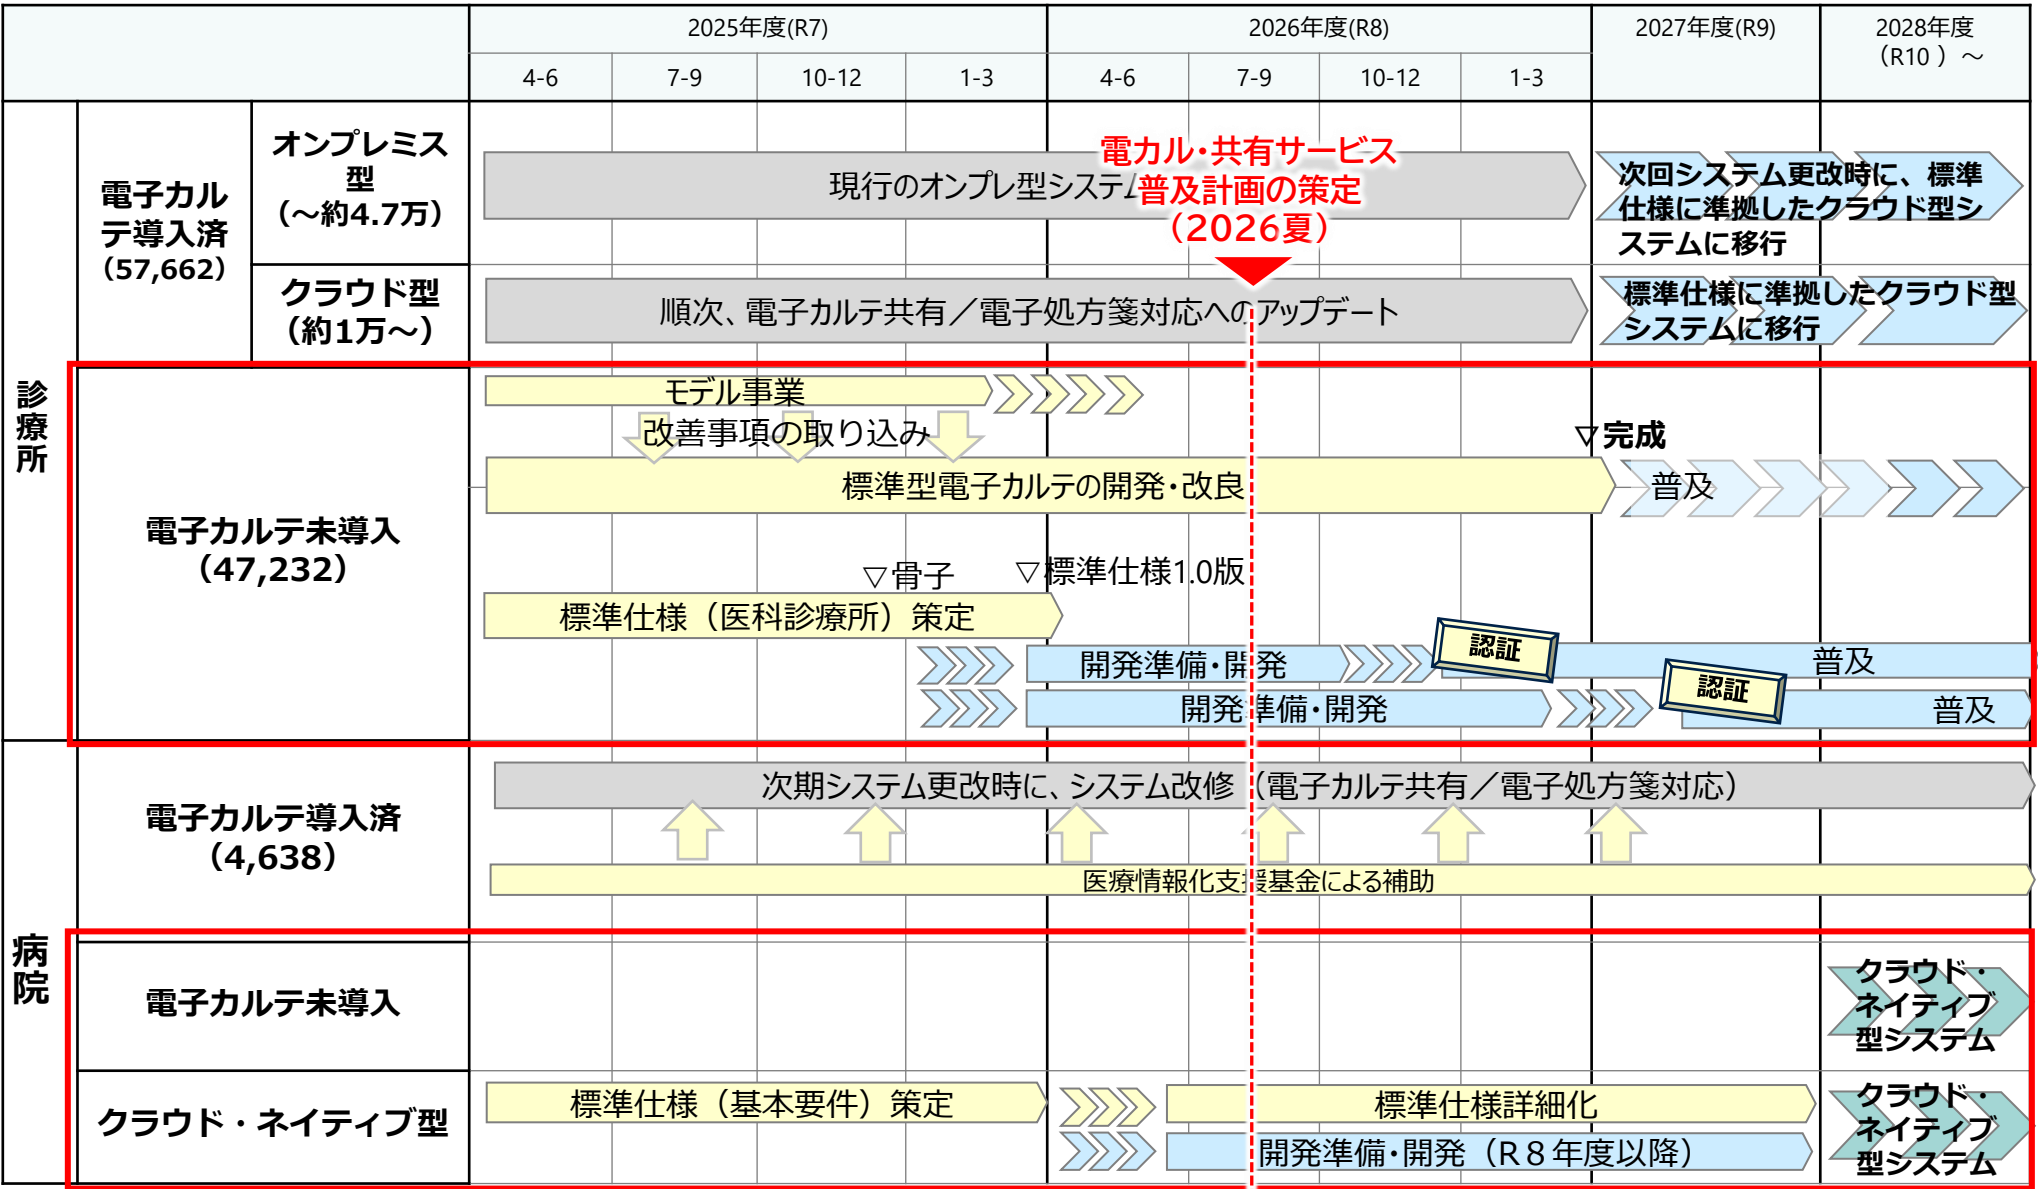 2025年度(R7)
2026年度(R8)
2027年度(R9)
2028年度
（R10 ）～
4-6
7-9
10-12
1-3
4-6
7-9
10-12
1-3
診療所
電子カル
テ導入済
（57,662）
オンプレミス
型
（～約4.7万）
現行のオンプレ型システム
電カル・共有サービス
普及計画の策定
（2026夏）
次回システム更改時に、標準
仕様に準拠したクラウド型シ
ステムに移行
クラウド型
（約1万～）
順次、電子カルテ共有／電子処方箋対応へのアップデート
標準仕様に準拠したクラウド型
システムに移行
電子カルテ未導入
（47,232）
モデル事業
改善事項の取り込み
▽完成
標準型電子カルテの開発・改良
普及
▽骨子
▽標準仕様1.0版
標準仕様（医科診療所）策定
開発準備・開発
認証
普及
開発準備・開発
認証
普及
病院
電子カルテ導入済
（4,638）
次期システム更改時に、システム改修（電子カルテ共有／電子処方箋対応）
医療情報化支援基金による補助
電子カルテ未導入
クラウド・
ネイティブ
型システム
クラウド・ネイティブ型
標準仕様（基本要件）策定
標準仕様詳細化
開発準備・開発（R８年度以降）
クラウド・
ネイティブ
型システム